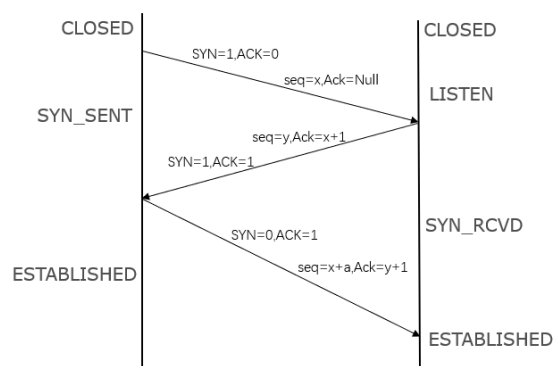 CLOSED
CLOSED
SYN=1,ACK=0
seq=x,Ack=Null
LISTEN
SYN_SENT
seq=y,Ack=x+1
SYN=1,ACK=1
SYN_RCVD
SYN=0,ACK=1
seq=x+a,Ack=y+1
ESTABLISHED
ESTABLISHED